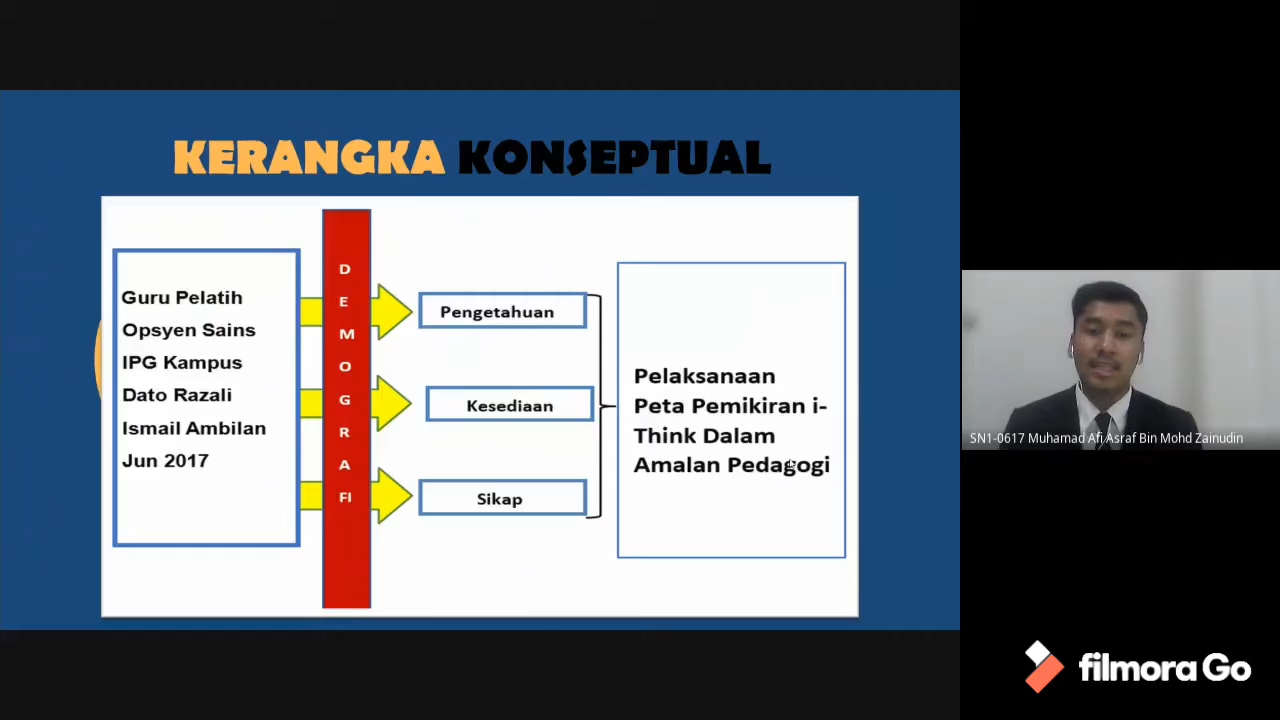 KERANGKA KONSEPTUAL
Guru Pelatih
Opsyen Sains
IPG Kampus
Dato Razali
Ismail Ambilan
Jun 2017
D
E
M
O
G
R
A
FI
Pengetahuan
Kesediaan
Sikap
Pelaksanaan
Peta Pemikiran i-
Think Dalam
Amalan Pedagogi
SN1-0617 Muhamad Afi Asraf Bin Mohd Zainudin
filmora Go